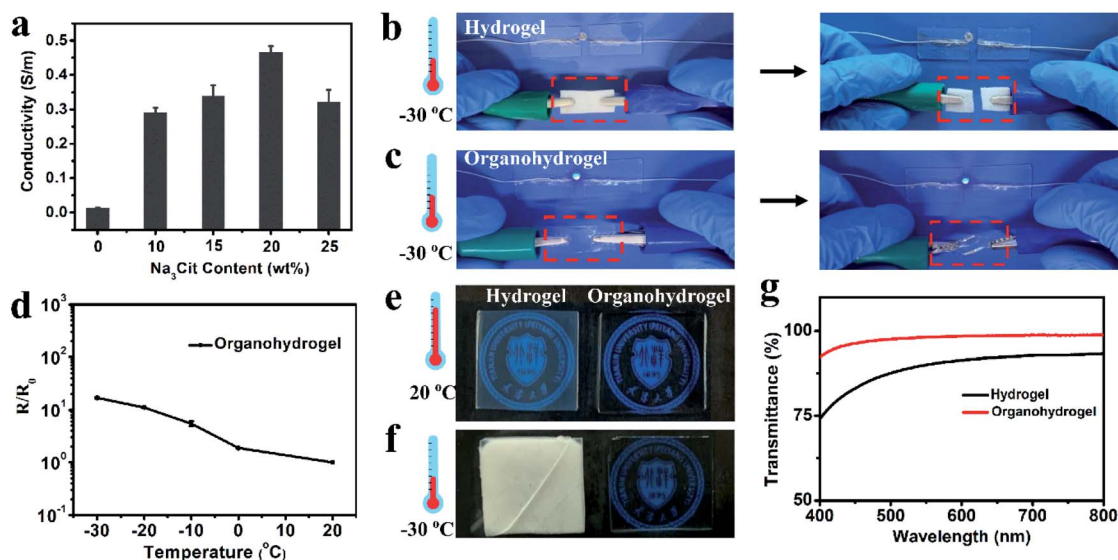 a
Conductivity (S/m)
0.5
0.4
0.3
0.2
0.1
0.0
0 10 15 20 25
Na₃Cit Content (wt%)
b
Hydrogel
-30 °C
c
Organohydrogel
-30 °C
d
R/R₀
10³
10²
10¹
10⁰
10⁻¹
Organohydrogel
-30 -20 -10 0 10 20
Temperature (°C)
e
Hydrogel Organohydrogel
20 °C
f
-30 °C
g
Transmittance (%)
100
75
50
Hydrogel
Organohydrogel
400 500 600 700 800
Wavelength (nm)